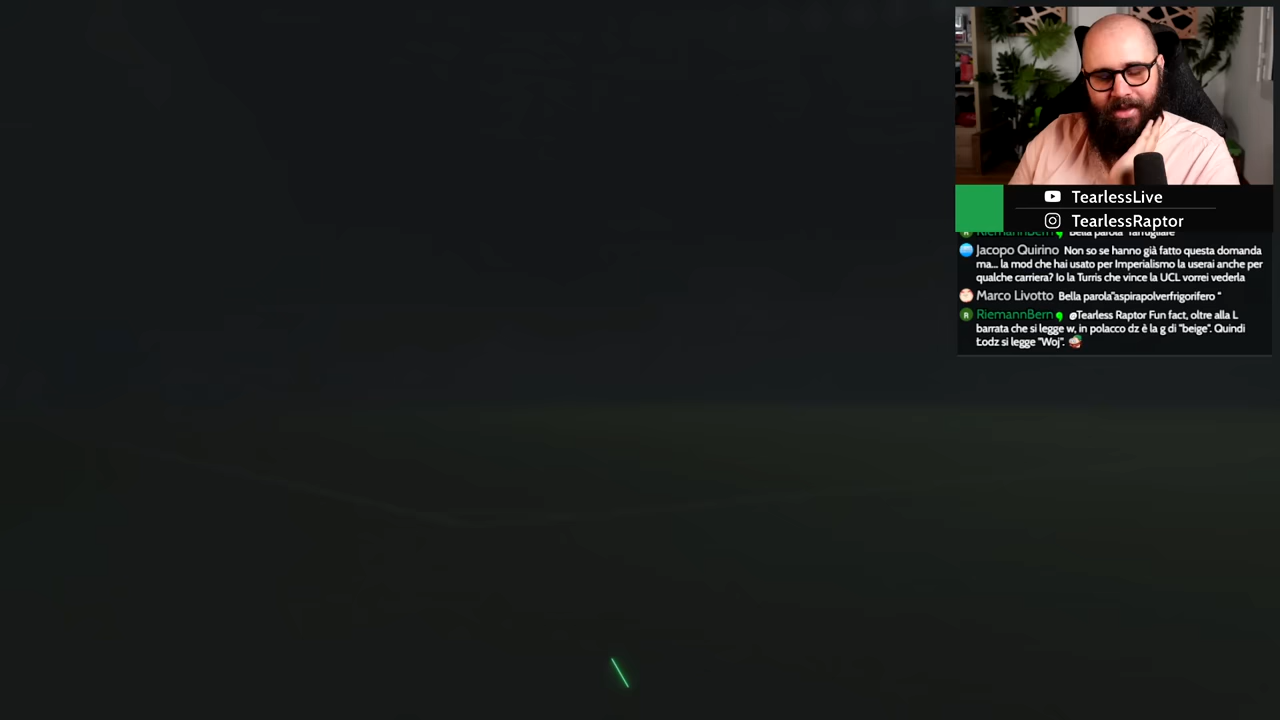 TearlessLive
TearlessRaptor
RiemannBern Bella parola "farfugliare"
Jacopo Quirino Non so se hanno già fatto questa domanda
ma... la mod che hai usato per Imperialismo la userai anche per
qualche carriera? Io la Turris che vince la UCL vorrei vederla
Marco Livotto Bella parola"aspirapolverfrigorifero "
RiemannBern @Tearless Raptor Fun fact, oltre alla L
barrata che si legge w, in polacco dz è la g di "beige". Quindi
Łodz si legge "Woj".